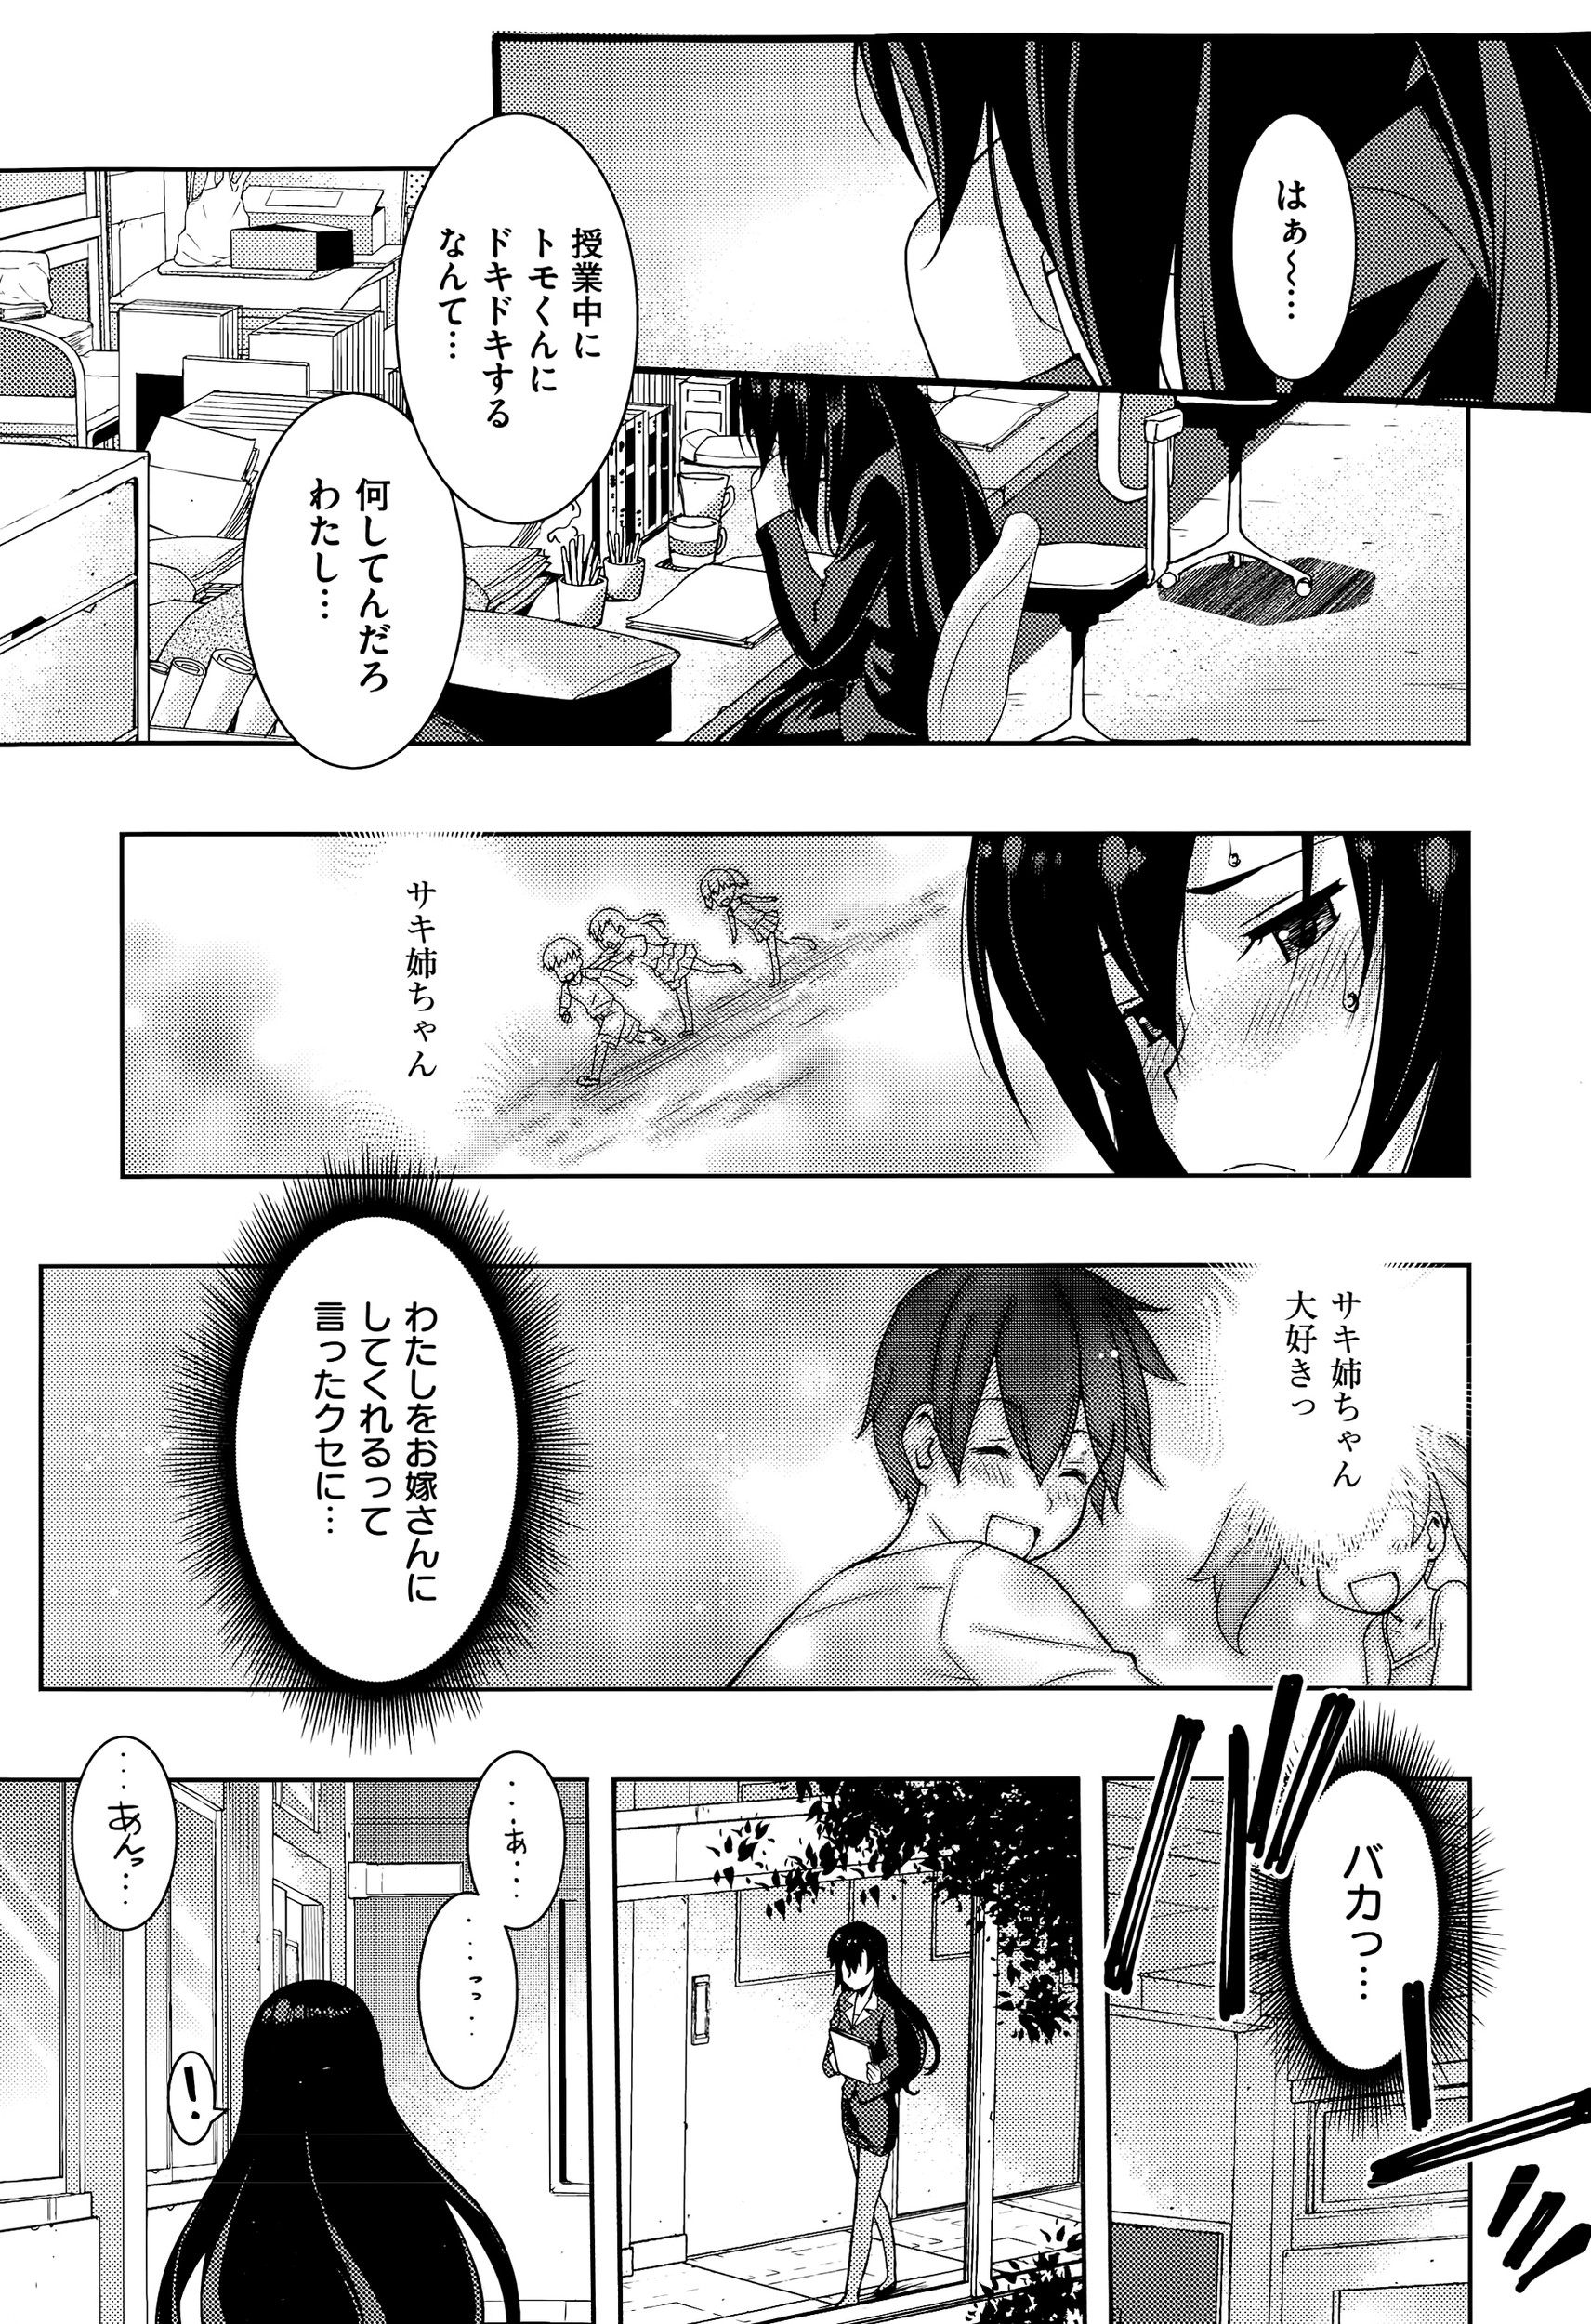 はぁ～…
授業中に
トモくんに
ドキドキする
なんて…
何してんだろ
わたし…
サキ姉ちゃん
サキ姉ちゃん
大好きっ
わたしをお嫁さんに
してくれるって
言ったクセに…
バカっ…
…ぁ…
…っ…
！
…あんっ…